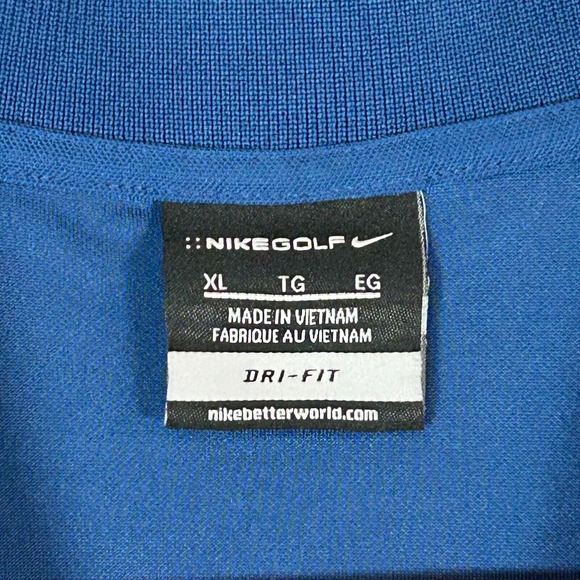 ::NIKEGOLF
XL TG EG
MADE IN VIETNAM
FABRIQUE AU VIETNAM
DRI-FIT
nikebetterworld.com